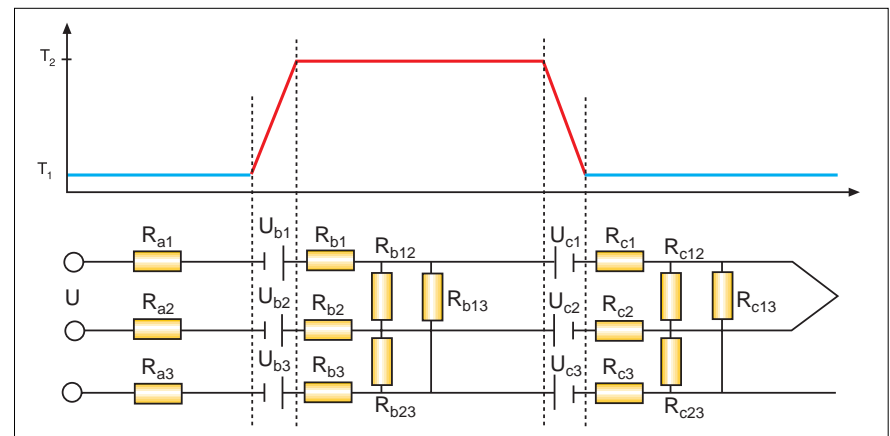 T2
T1
Ub1
Uc1
Ra1
Rb1
Rb12
Rc1
Rc12
U
Ra2
Ub2
Rb2
Rb13
Uc2
Rc2
Rc13
Ra3
Ub3
Rb3
Rb23
Uc3
Rc3
Rc23